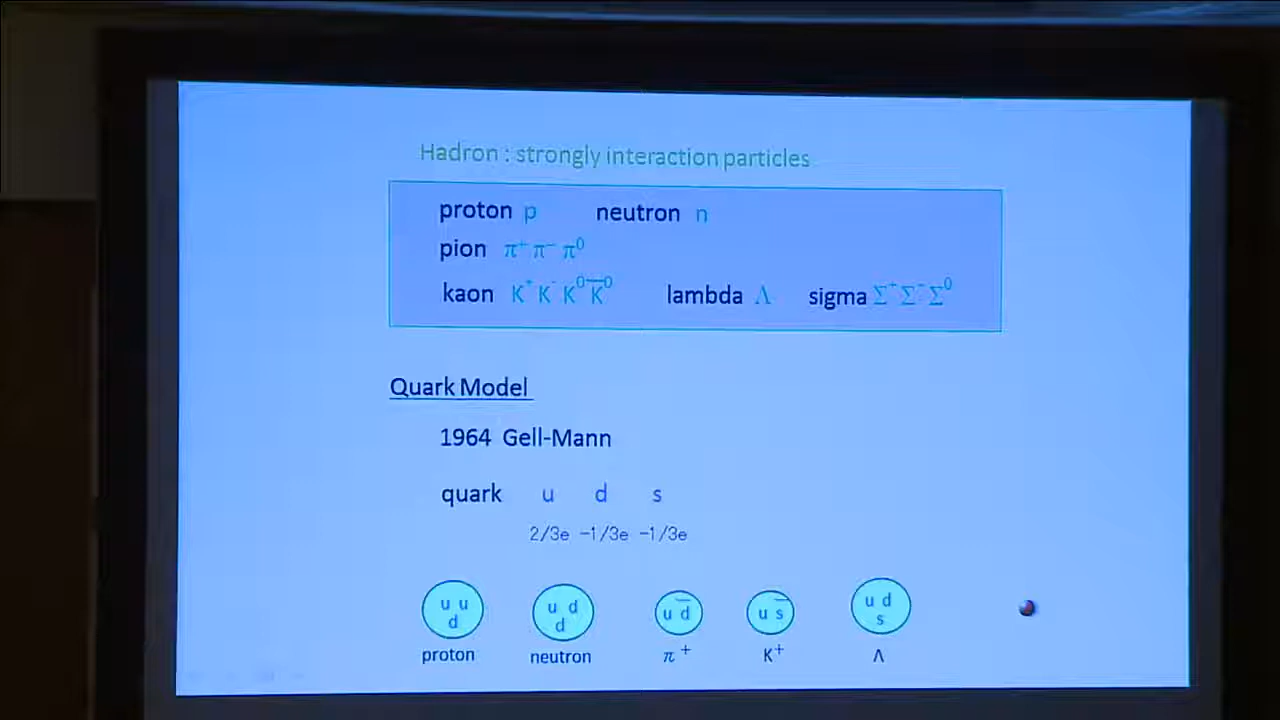 Hadron : strongly interaction particles
proton p neutron n
pion π⁺ π⁻ π⁰
kaon K⁺ K⁻ K⁰ K̅⁰ lambda Λ sigma Σ⁺ Σ⁻ Σ⁰
Quark Model
1964 Gell-Mann
quark u d s
2/3e -1/3e -1/3e
u u u d u d̅ u s̅ u d
d d s
proton neutron π⁺ K⁺ Λ